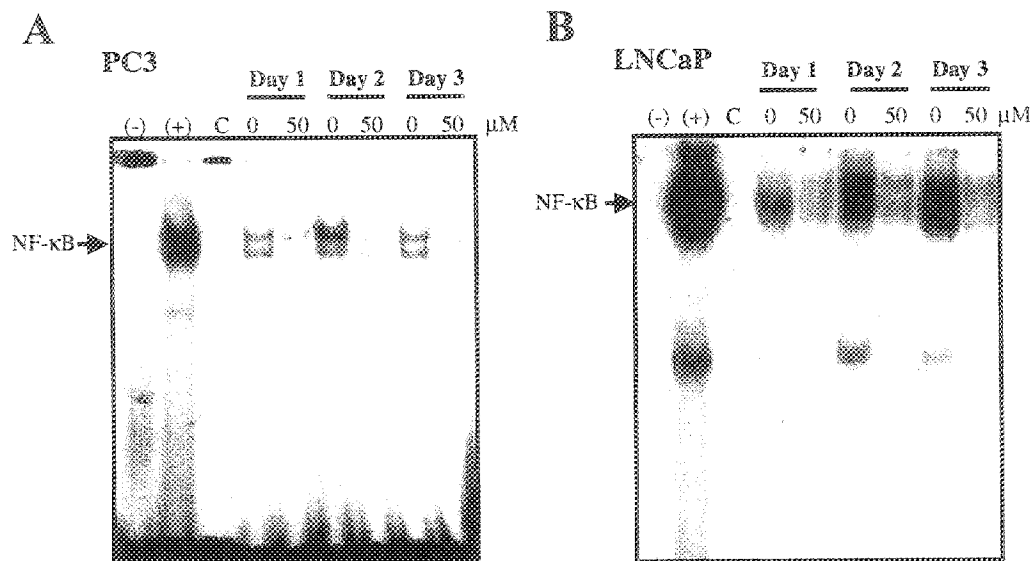 A
PC3
Day 1 Day 2 Day 3
(-) (+) C 0 50 0 50 0 50 μM
NF-κB
B
LNCaP
Day 1 Day 2 Day 3
(-) (+) C 0 50 0 50 0 50 μM
NF-κB